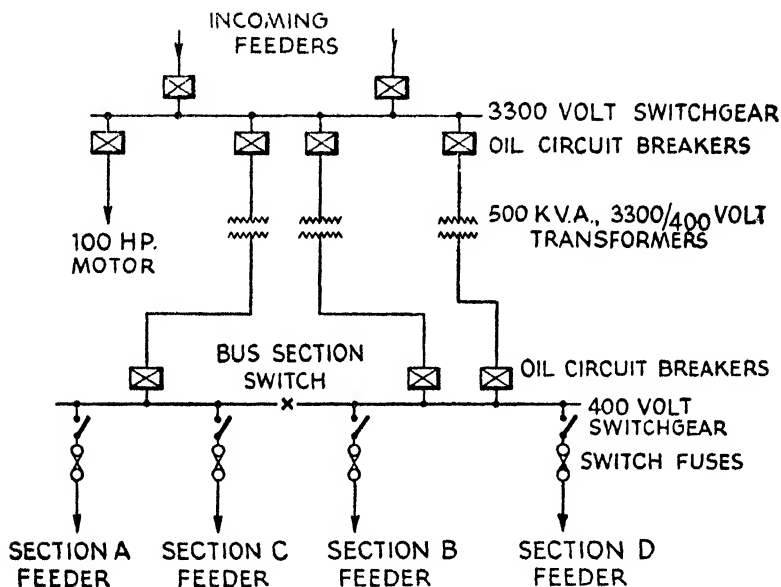 INCOMING
FEEDERS
3300 VOLT SWITCHGEAR
OIL CIRCUIT BREAKERS
100 HP.
MOTOR
500 K.V.A., 3300/400 VOLT
TRANSFORMERS
BUS SECTION
SWITCH
OIL CIRCUIT BREAKERS
400 VOLT
SWITCHGEAR
SWITCH FUSES
SECTION A
FEEDER
SECTION C
FEEDER
SECTION B
FEEDER
SECTION D
FEEDER